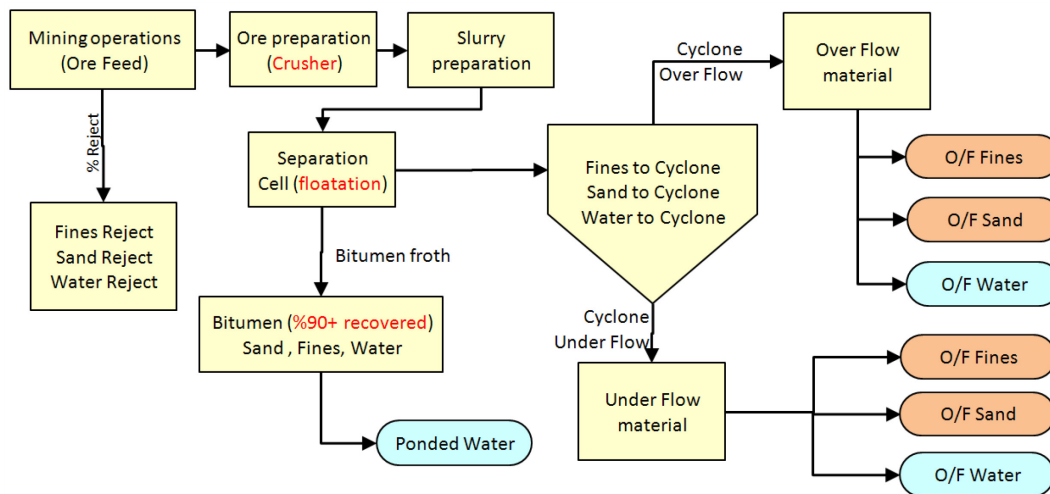 Mining operations
(Ore Feed)
Ore preparation
(Crusher)
Slurry
preparation
Cyclone
Over Flow
Over Flow
material
% Reject
Separation
Cell (floatation)
Fines to Cyclone
Sand to Cyclone
Water to Cyclone
O/F Fines
O/F Sand
O/F Water
Fines Reject
Sand Reject
Water Reject
Bitumen froth
Bitumen (%90+ recovered)
Sand , Fines, Water
Cyclone
Under Flow
Under Flow
material
O/F Fines
O/F Sand
O/F Water
Ponded Water